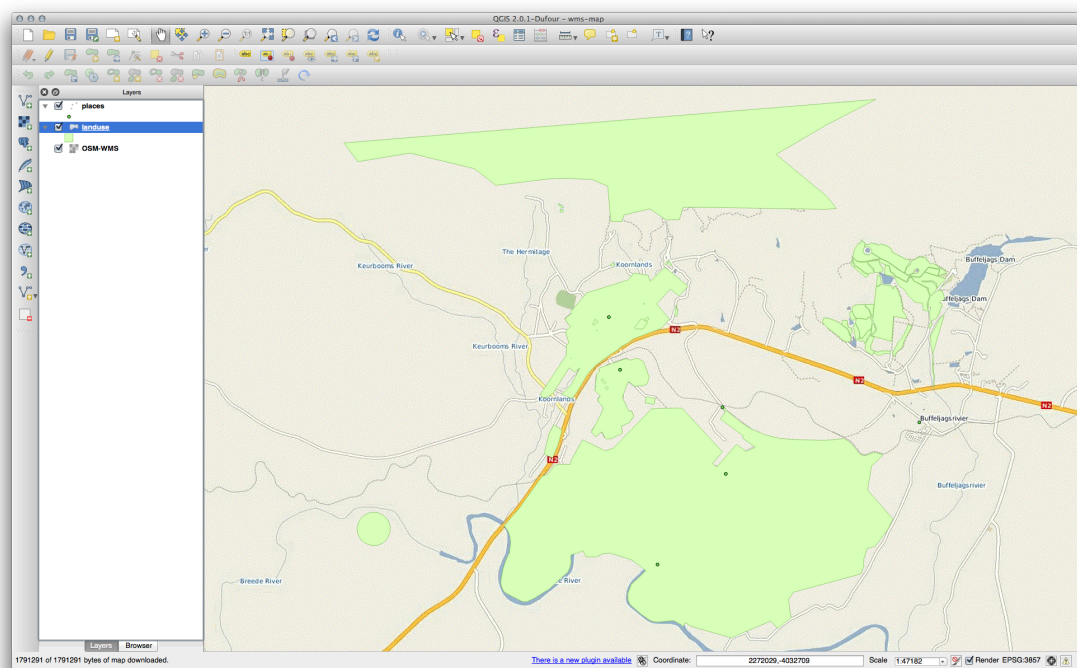 QGIS 2.0.1-Dufour – wms-map
Layers
places
landuse
OSM-WMS
The Hermitage
Koornlands
Keurbooms River
Buffeljags Dam
uffeljags Dam
N2
Keurbooms River
N2
Koornlands
N2
Buffeljagsrivier
N2
Buffeljagsrivier
Breede River
e River
Layers Browser
1791291 of 1791291 bytes of map downloaded.
There is a new plugin available
Coordinate: 2272029,-4032709
Scale 1:47182
Render EPSG:3857